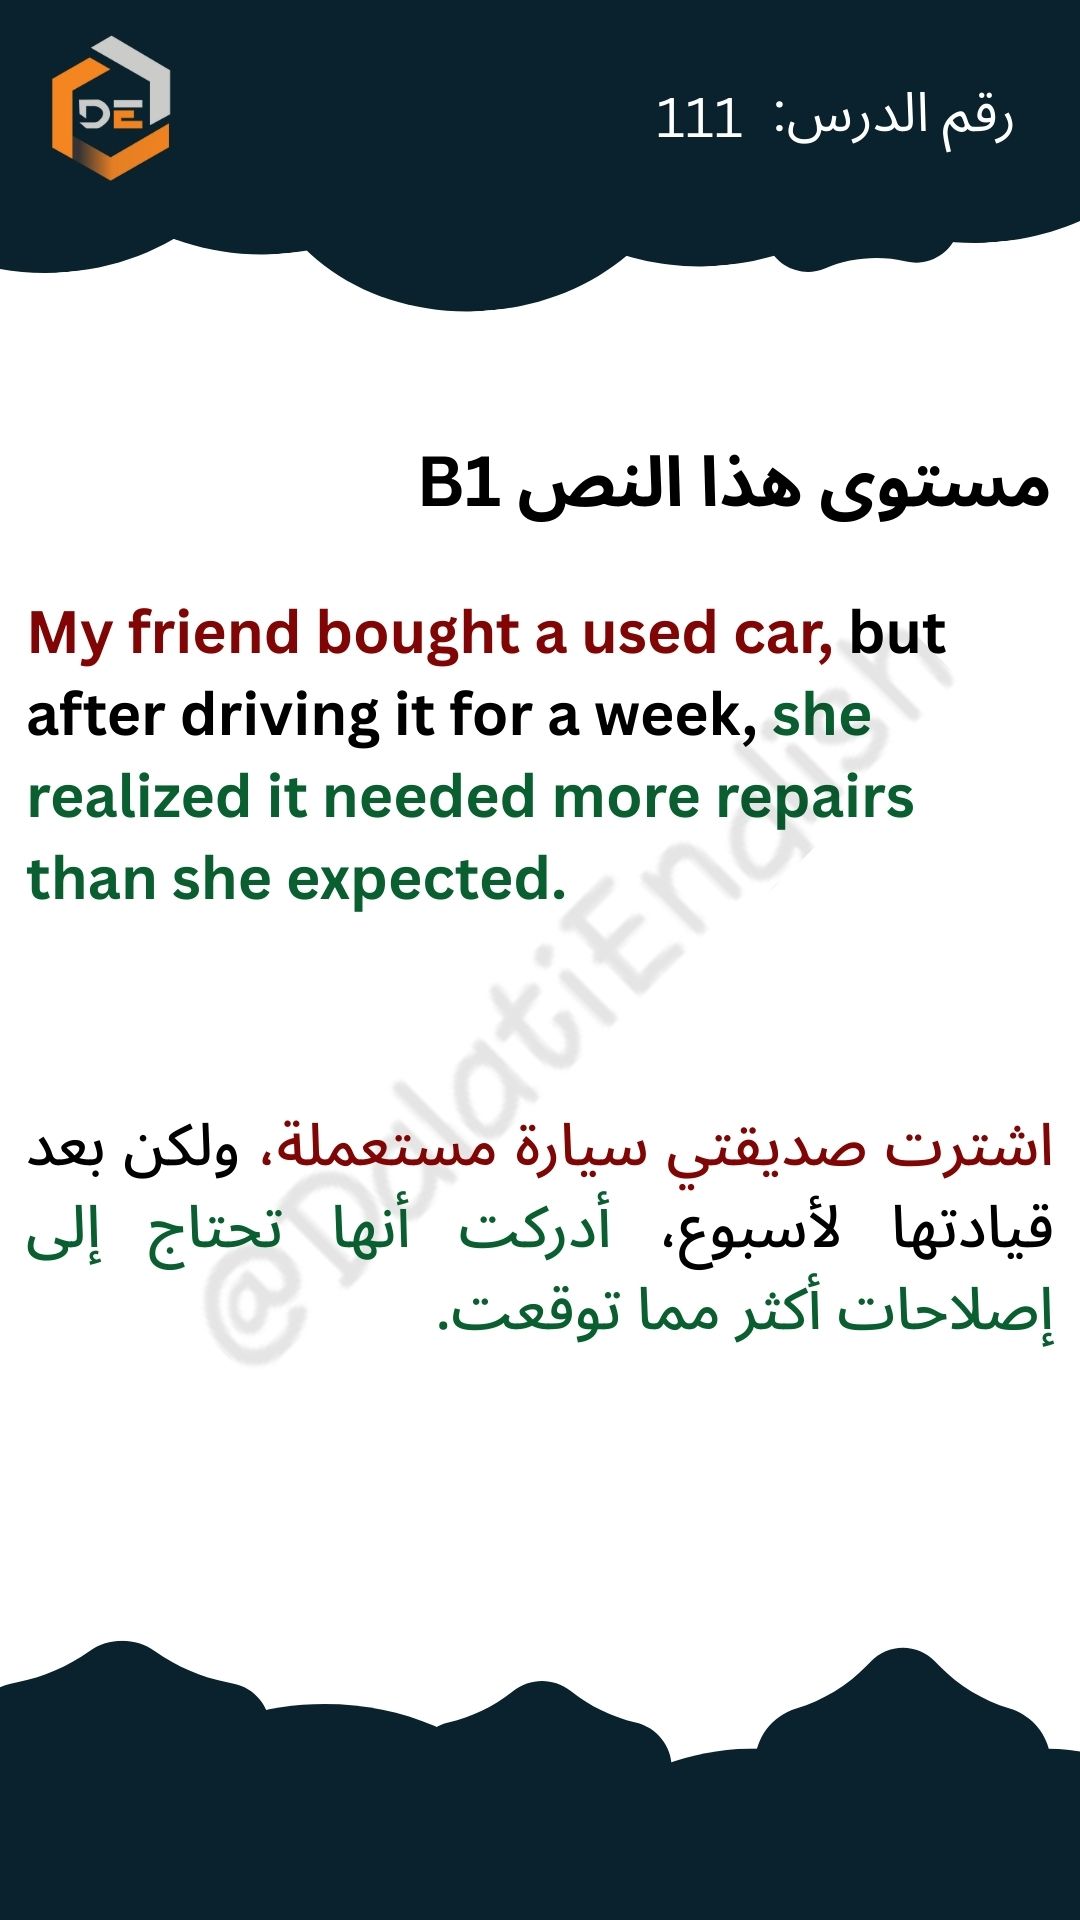 DE
رقم الدرس: 111
مستوى هذا النص B1
My friend bought a used car, but
after driving it for a week, she
realized it needed more repairs
than she expected.
@DalatiEnglish
اشترت صديقتي سيارة مستعملة، ولكن بعد
قيادتها لأسبوع، أدركت أنها تحتاج إلى
إصلاحات أكثر مما توقعت.